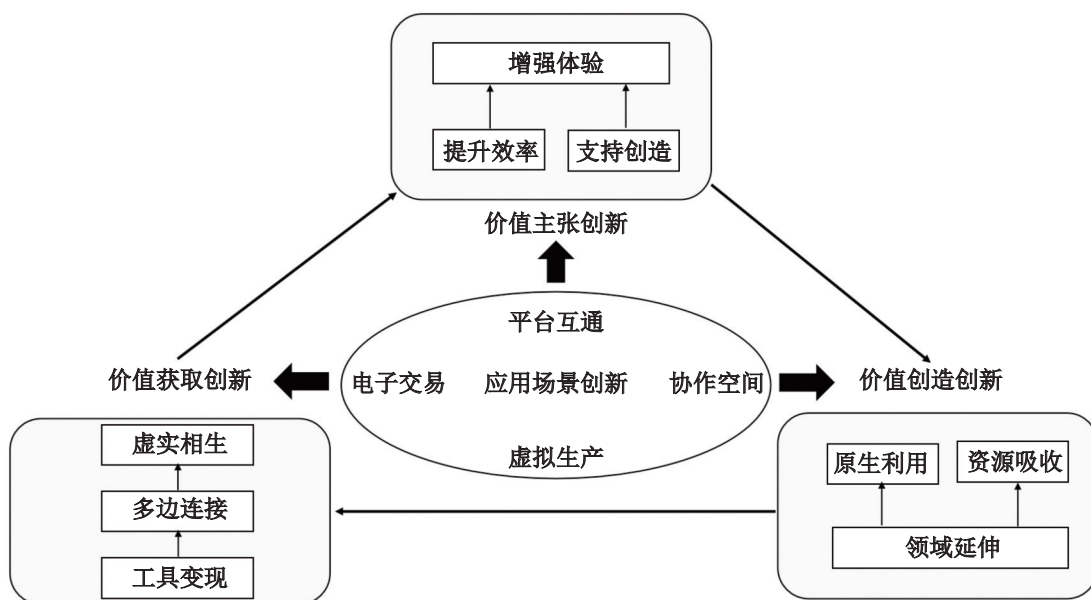 增强体验
提升效率 支持创造
价值主张创新
平台互通
价值获取创新 电子交易 应用场景创新 协作空间 价值创造创新
虚实相生 虚拟生产 原生利用 资源吸收
多边连接
领域延伸
工具变现